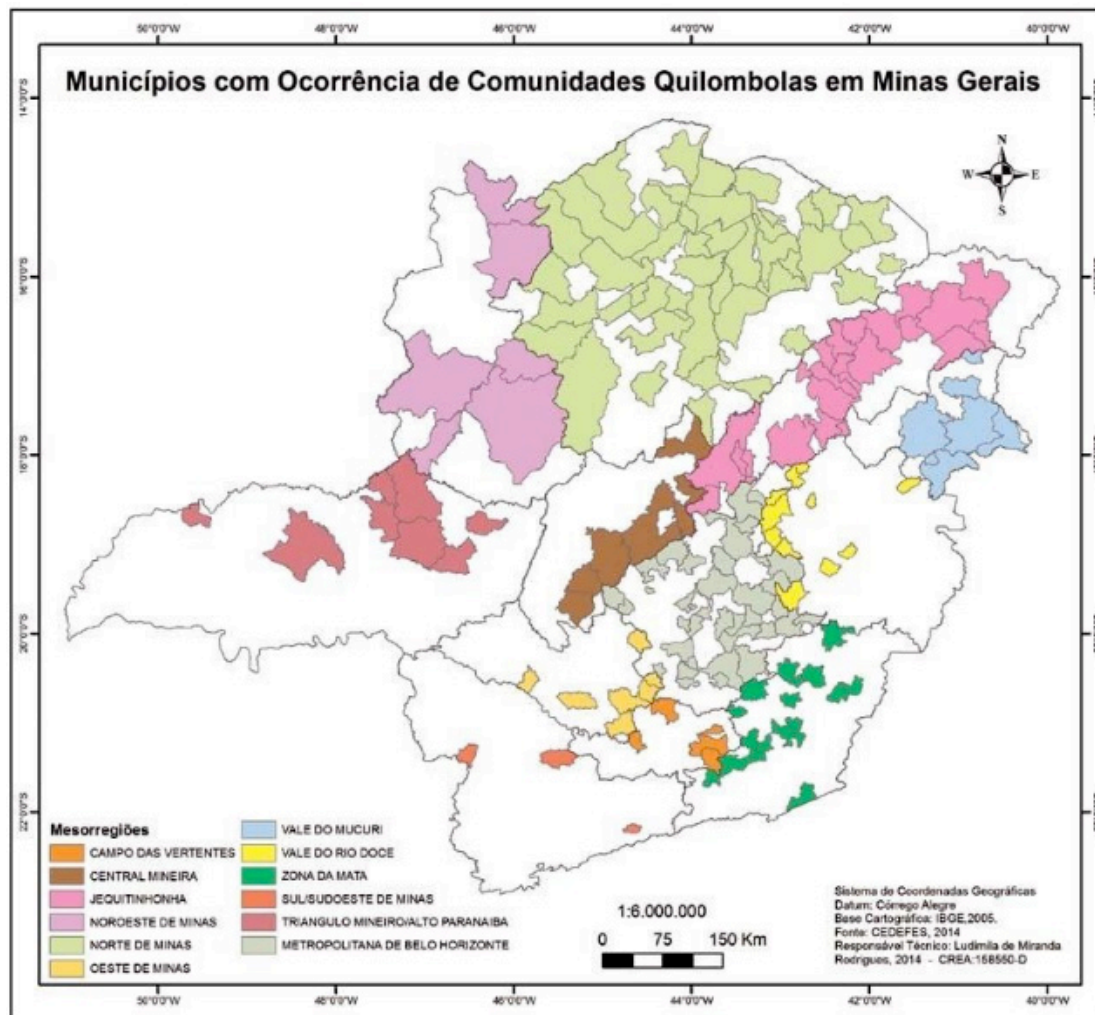 50°0'0"W 48°0'0"W 46°0'0"W 44°0'0"W 42°0'0"W 40°0'0"W
Municípios com Ocorrência de Comunidades Quilombolas em Minas Gerais
14°0'0"S
N
W E
S
22°0'0"S
Mesorregiões
CAMPO DAS VERTENTES
CENTRAL MINEIRA
JEQUITINHONHA
NOROESTE DE MINAS
NORTE DE MINAS
OESTE DE MINAS
VALE DO MUCURI
VALE DO RIO DOCE
ZONA DA MATA
SUL/SUDOESTE DE MINAS
TRIANGULO MINEIRO/ALTO PARANAIBA
METROPOLITANA DE BELO HORIZONTE
1:6.000.000
0 75 150 Km
Sistema de Coordenadas Geográficas
Datum: Córrego Alegre
Base Cartográfica: IBGE,2005.
Fonte: CEDEFES, 2014
Responsável Técnico: Ludimila de Miranda
Rodrigues, 2014 - CREA:158550-D
50°0'0"W 48°0'0"W 46°0'0"W 44°0'0"W 42°0'0"W 40°0'0"W